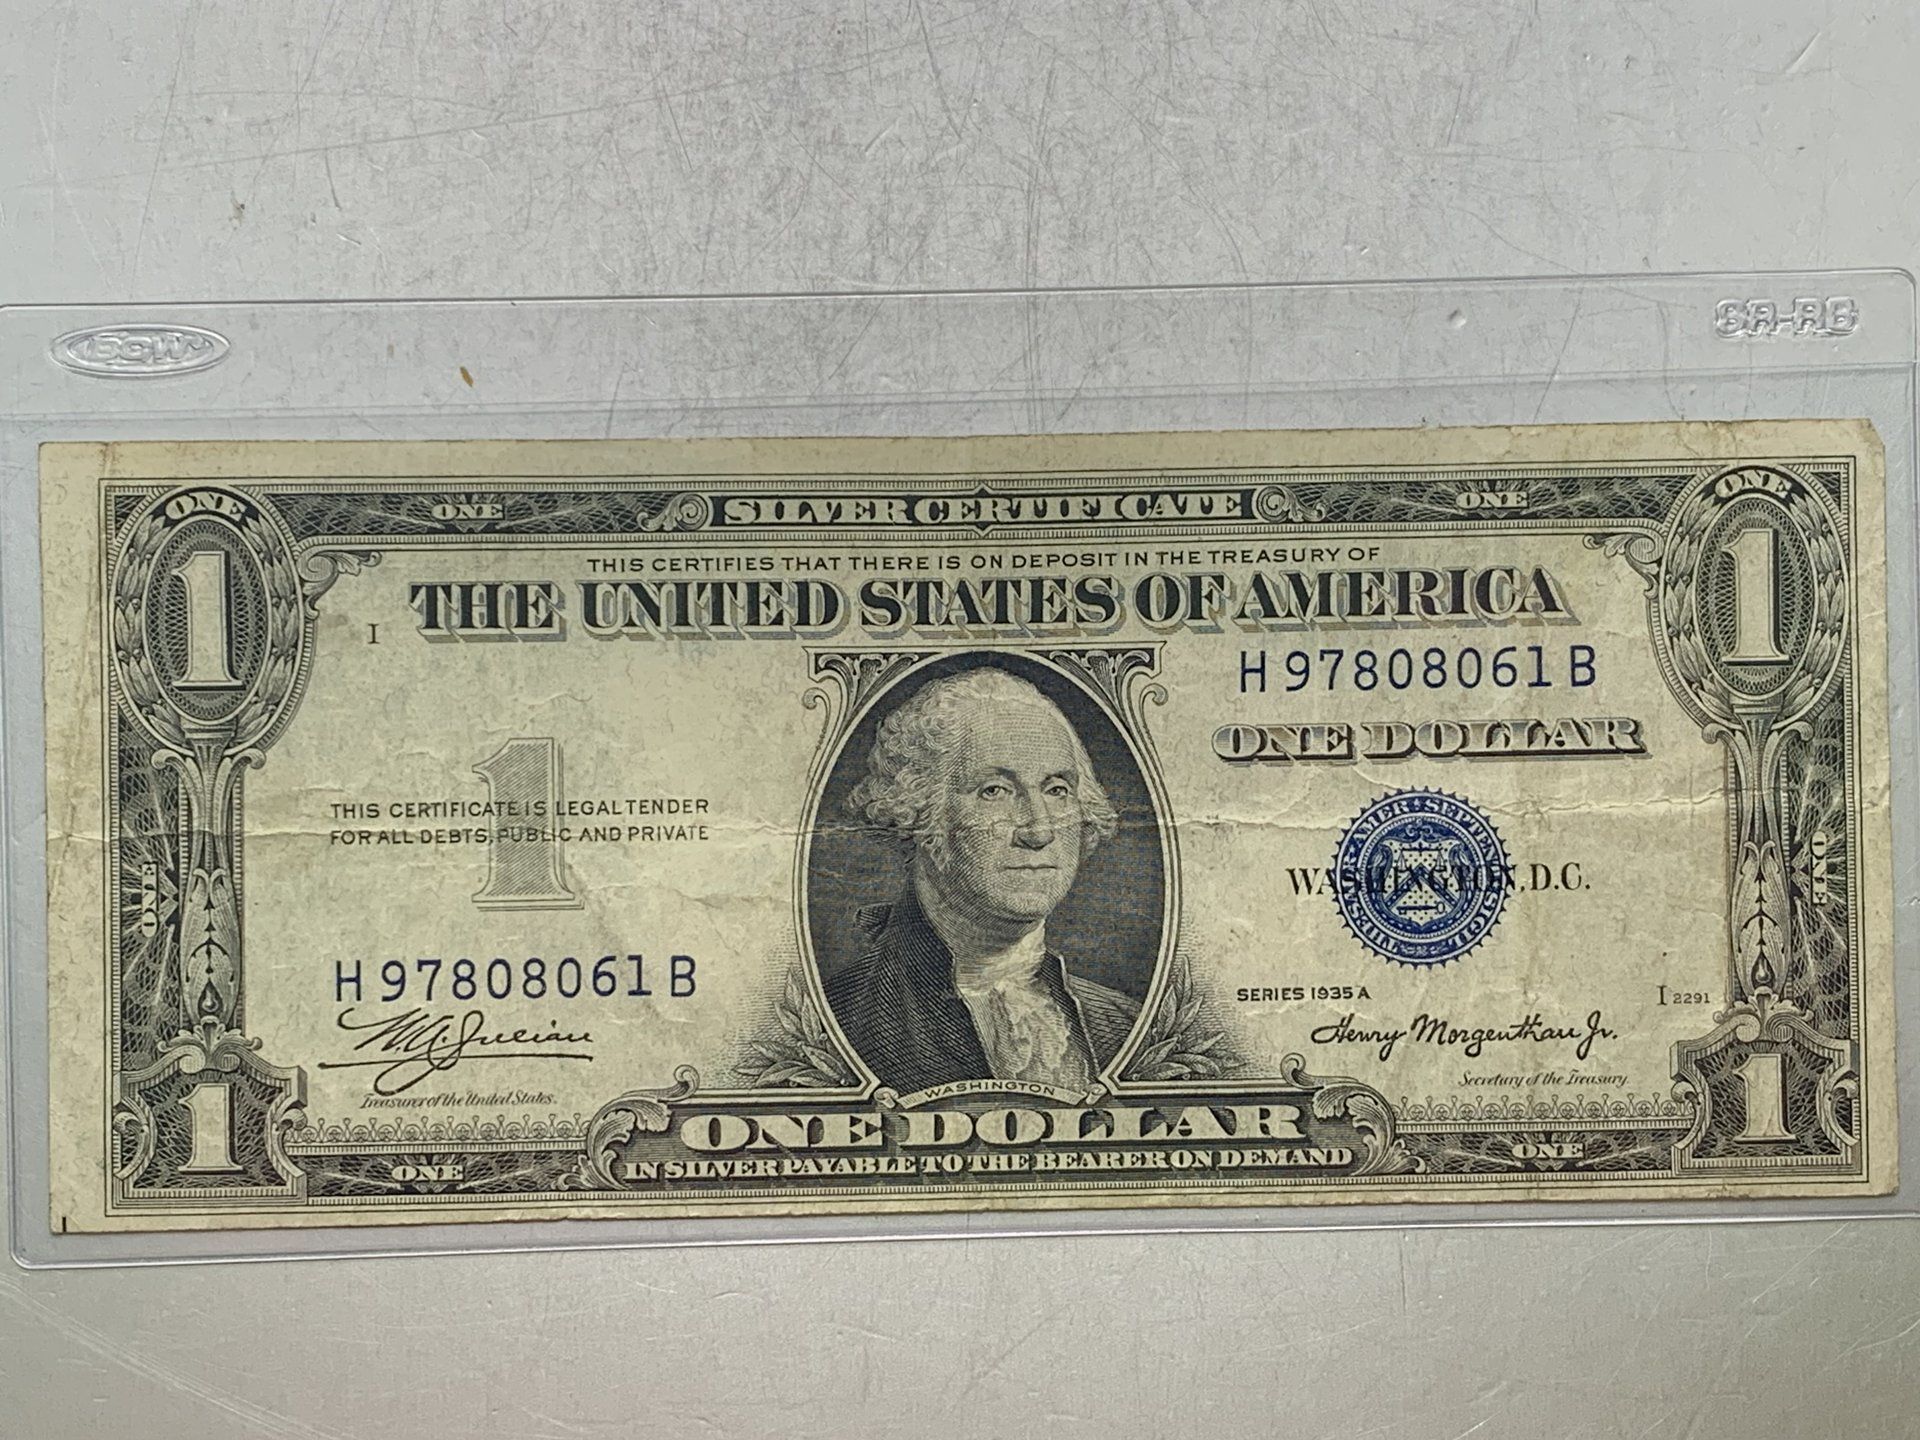 BCW
ONE
ONE
SILVER CERTIFICATE
ONE
ONE
1
1
THIS CERTIFIES THAT THERE IS ON DEPOSIT IN THE TREASURY OF
THE UNITED STATES OF AMERICA
I
H 97808061 B
ONE DOLLAR
1
THIS CERTIFICATE IS LEGAL TENDER
FOR ALL DEBTS, PUBLIC AND PRIVATE
WASHINGTON, D.C.
ONE
ONE
H 97808061 B
SERIES 1935 A
I 2291
W.A. Julian
Henry Morgenthau Jr.
Treasurer of the United States.
Secretary of the Treasury.
WASHINGTON
1
1
ONE DOLLAR
ONE
ONE
IN SILVER PAYABLE TO THE BEARER ON DEMAND